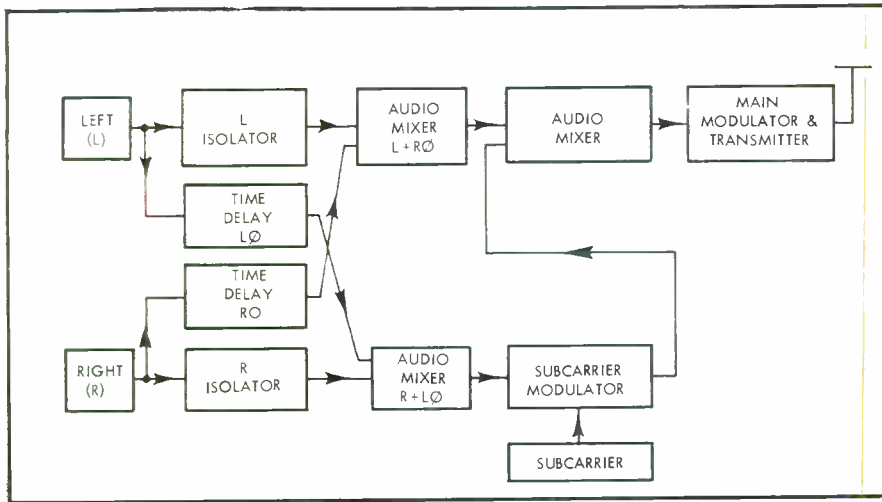 LEFT
(L)
L
ISOLATOR
AUDIO
MIXER
L+RØ
AUDIO
MIXER
MAIN
MODULATOR &
TRANSMITTER
TIME
DELAY
LØ
TIME
DELAY
RO
RIGHT
(R)
R
ISOLATOR
AUDIO
MIXER
R+LØ
SUBCARRIER
MODULATOR
SUBCARRIER